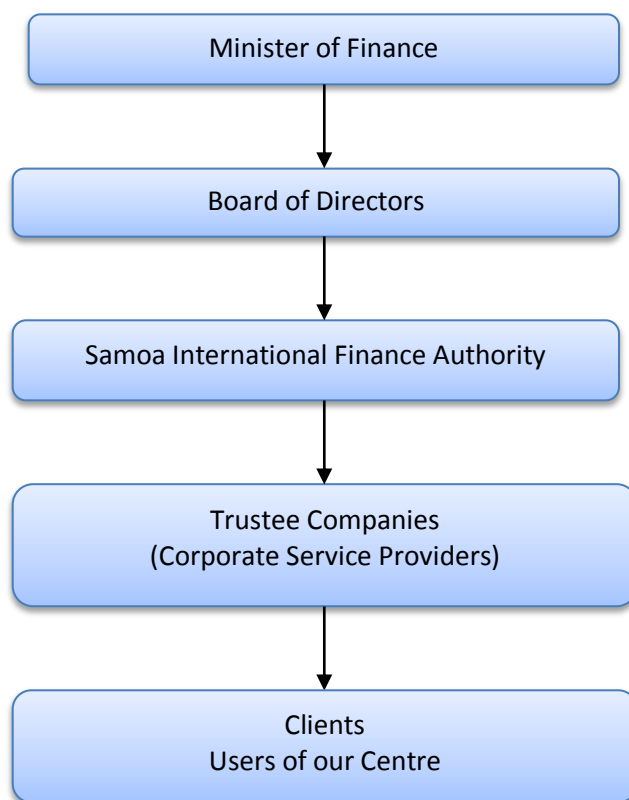 Minister of Finance
Board of Directors
Samoa International Finance Authority
Trustee Companies
(Corporate Service Providers)
Clients
Users of our Centre